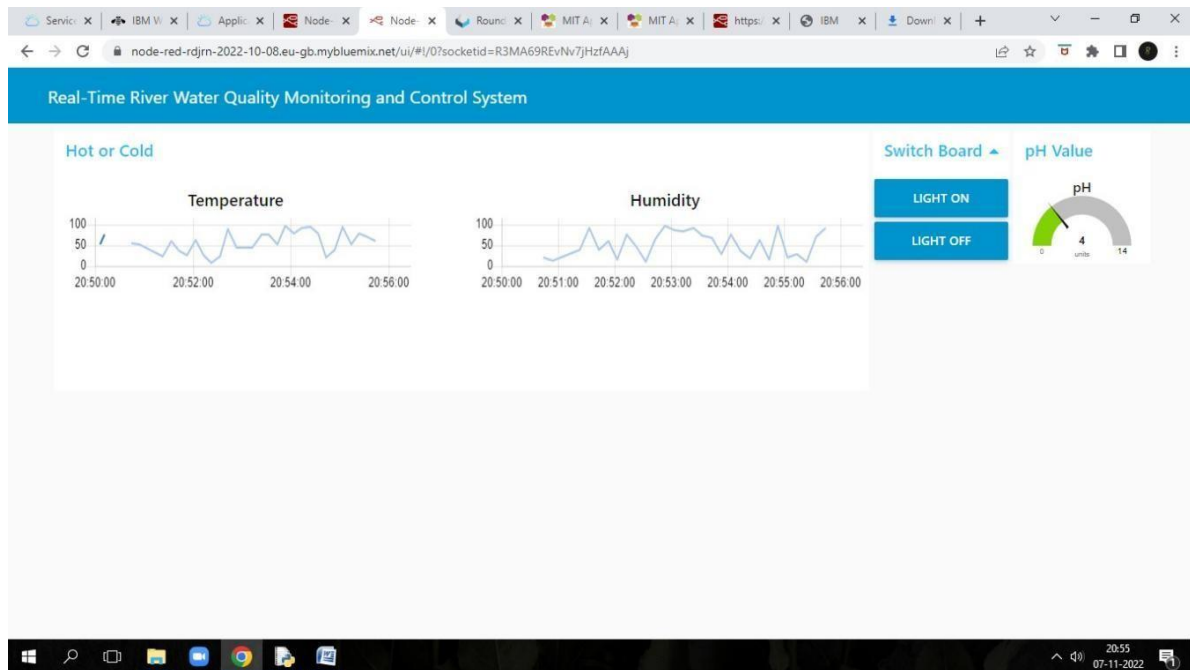 Service
IBM W
Applic
Node-
Node-
Round
MIT A
MIT A
https:/
IBM
Downl
node-red-rdjrn-2022-10-08.eu-gb.mybluemix.net/ui/#!/0?socketid=R3MA69REvNv7jHzfAAAj
Real-Time River Water Quality Monitoring and Control System
Hot or Cold
Temperature
100
50
0
20:50:00 20:52:00 20:54:00 20:56:00
Humidity
100
50
0
20:50:00 20:51:00 20:52:00 20:53:00 20:54:00 20:55:00 20:56:00
Switch Board
LIGHT ON
LIGHT OFF
pH Value
pH
4
units
0 14
20:55
07-11-2022